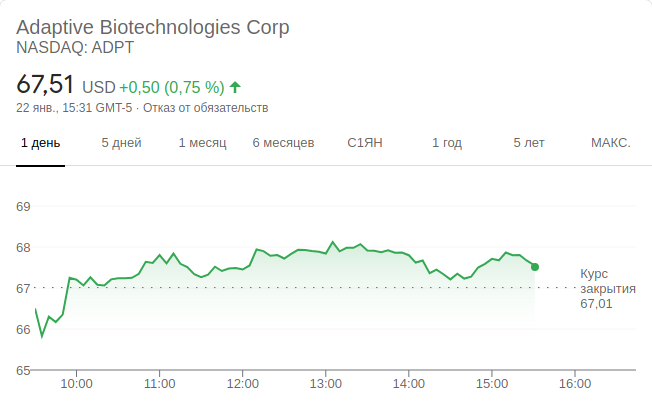 Adaptive Biotechnologies Corp
NASDAQ: ADPT
67,51 USD +0,50 (0,75 %)
22 янв., 15:31 GMT-5 · Отказ от обязательств
1 день 5 дней 1 месяц 6 месяцев С1ЯН 1 год 5 лет МАКС.
69
68
67
66
65
Курс
закрытия
67,01
10:00 11:00 12:00 13:00 14:00 15:00 16:00